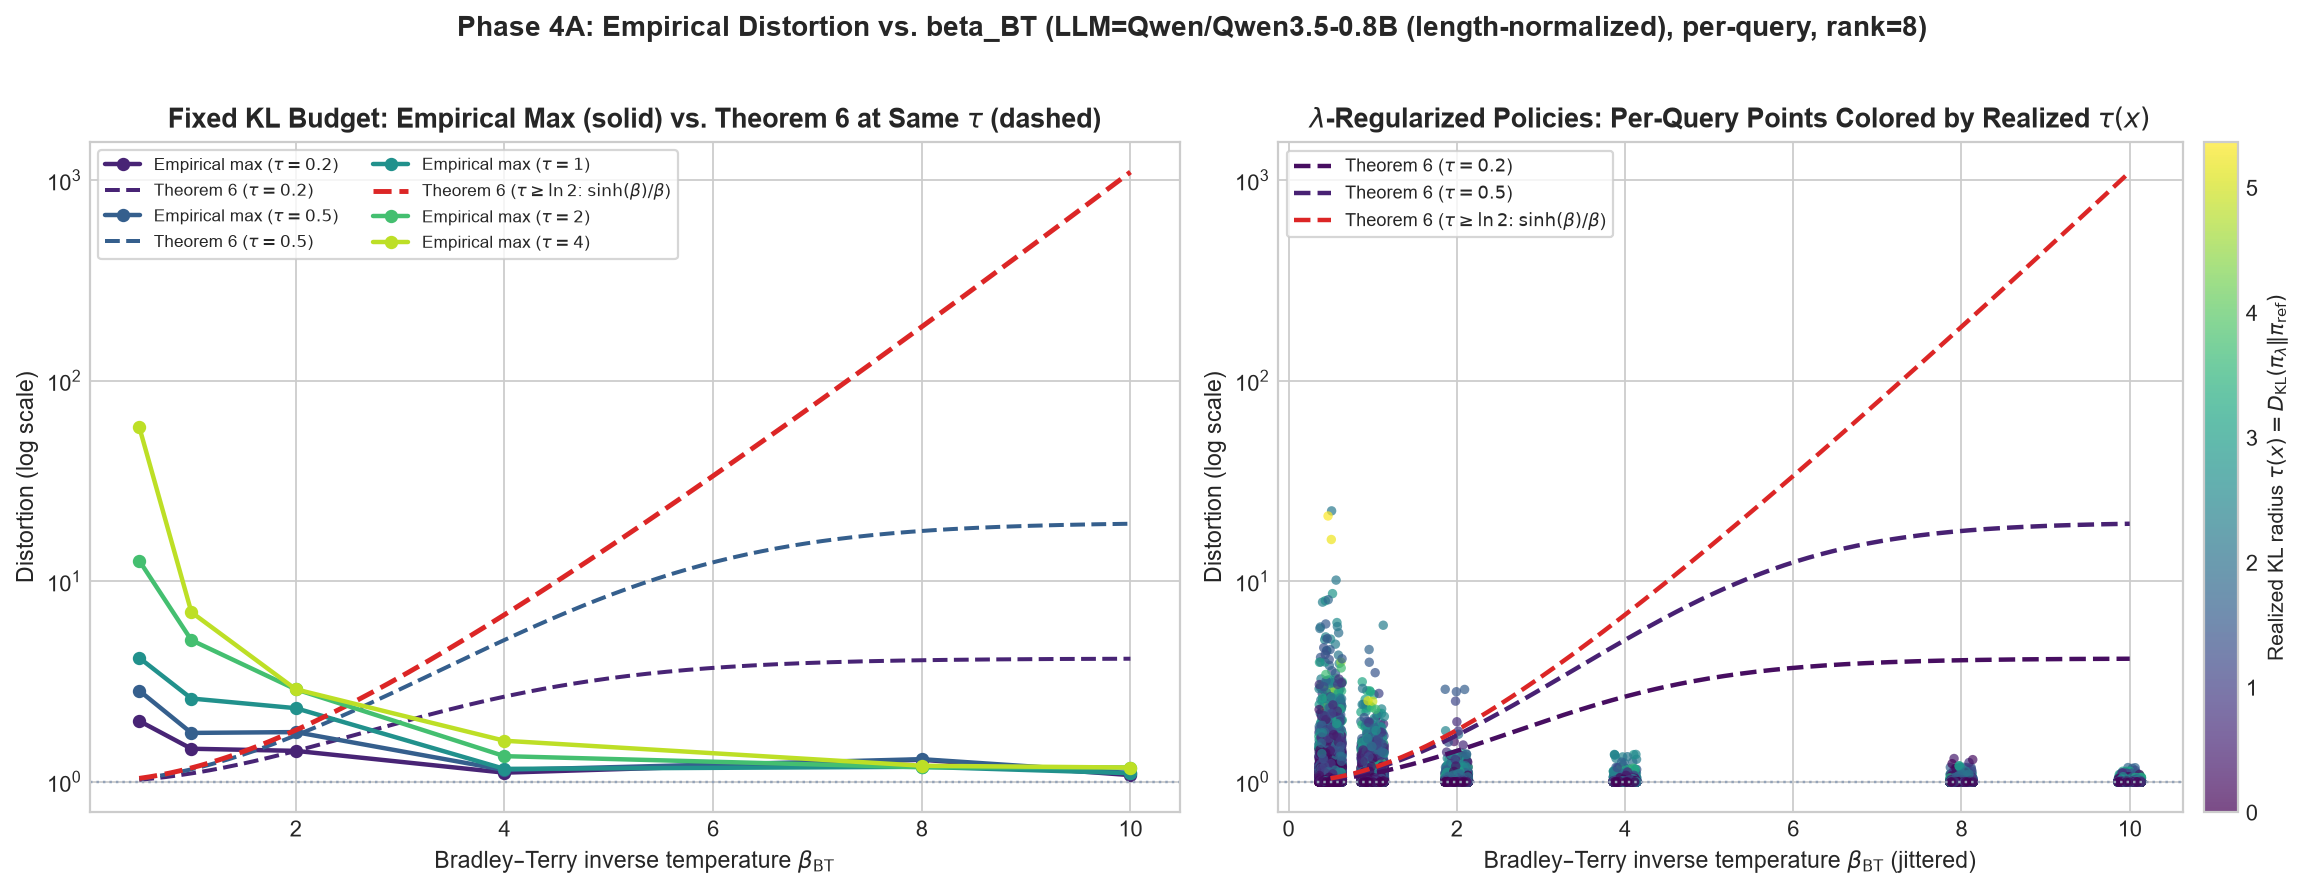 Phase 4A: Empirical Distortion vs. beta_BT (LLM=Qwen/Qwen3.5-0.8B (length-normalized), per-query, rank=8)
Fixed KL Budget: Empirical Max (solid) vs. Theorem 6 at Same τ (dashed)
Empirical max (τ = 0.2)
Theorem 6 (τ = 0.2)
Empirical max (τ = 0.5)
Theorem 6 (τ = 0.5)
Empirical max (τ = 1)
Theorem 6 (τ ≥ ln 2: sinh(β)/β)
Empirical max (τ = 2)
Empirical max (τ = 4)
Distortion (log scale)
10³
10²
10¹
10⁰
2 4 6 8 10
Bradley–Terry inverse temperature β_BT
λ-Regularized Policies: Per-Query Points Colored by Realized τ(x)
Theorem 6 (τ = 0.2)
Theorem 6 (τ = 0.5)
Theorem 6 (τ ≥ ln 2: sinh(β)/β)
Distortion (log scale)
10³
10²
10¹
10⁰
0 2 4 6 8 10
Bradley–Terry inverse temperature β_BT (jittered)
5
4
3
2
1
0
Realized KL radius τ(x) = D_KL(π_λ‖π_ref)